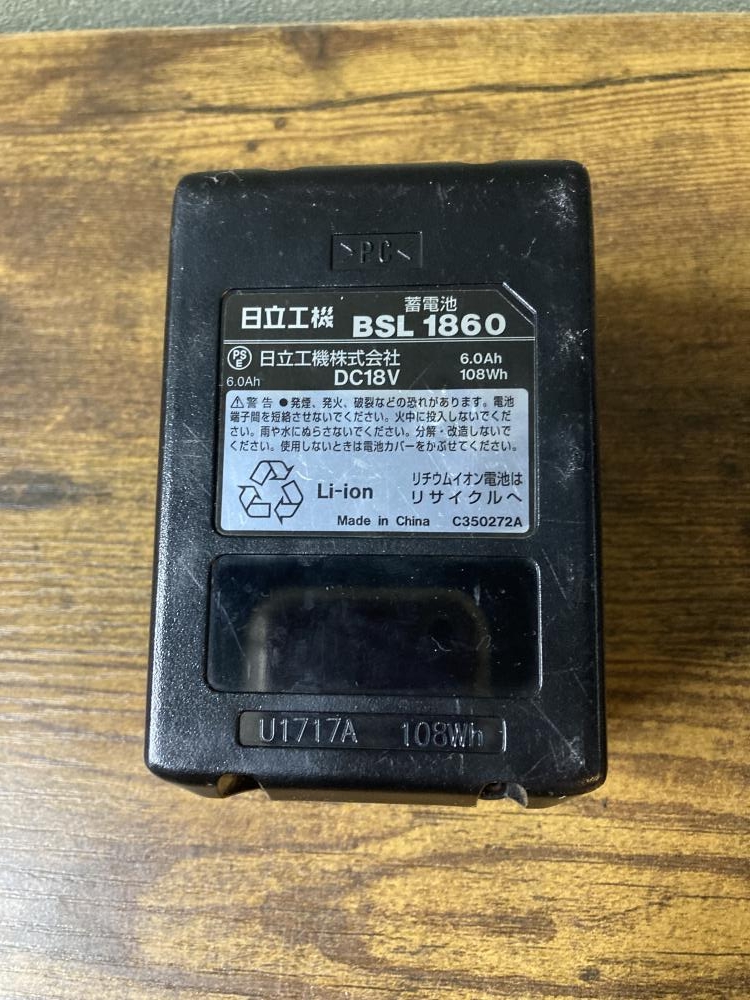 >PC<
日立工機 蓄電池
BSL 1860
PSE 日立工機株式会社 6.0Ah
6.0Ah DC18V 108Wh
⚠警告 ●発煙、発火、破裂などの恐れがあります。電池
端子間を短絡させないでください。火中に投入しないでくだ
さい。雨や水にぬらさないでください。分解・改造しないで
ください。使用しないときは電池カバーをかぶせてください。
Li-ion リチウムイオン電池は
リサイクルへ
Made in China C350272A
U1717A 108Wh